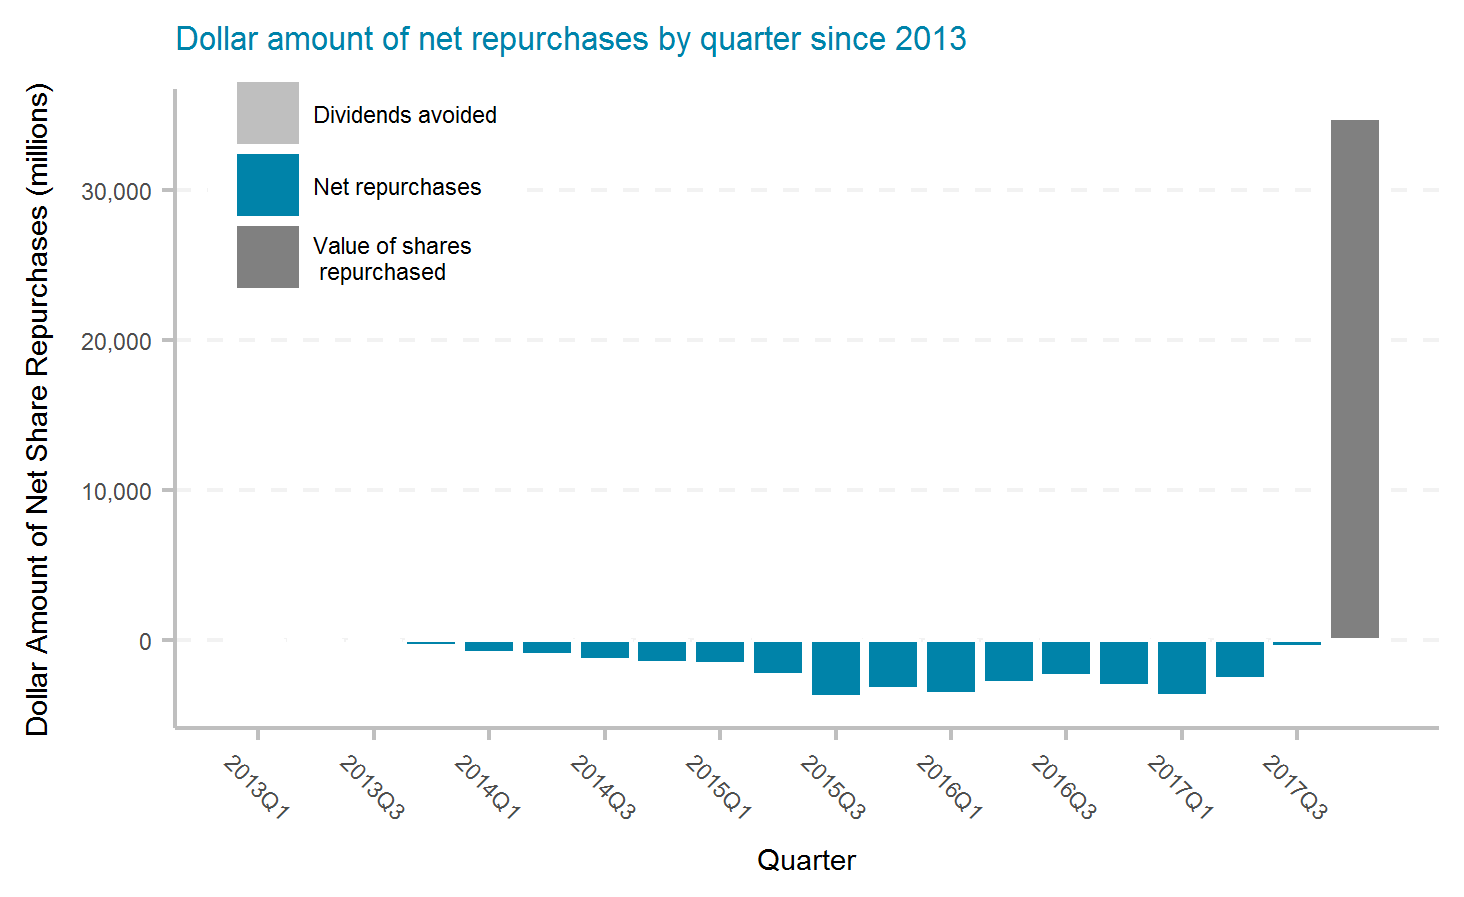 Dollar amount of net repurchases by quarter since 2013
Dollar Amount of Net Share Repurchases (millions)
Dividends avoided
Net repurchases
Value of shares
repurchased
30,000
20,000
10,000
0
2013Q1
2013Q3
2014Q1
2014Q3
2015Q1
2015Q3
2016Q1
2016Q3
2017Q1
2017Q3
Quarter